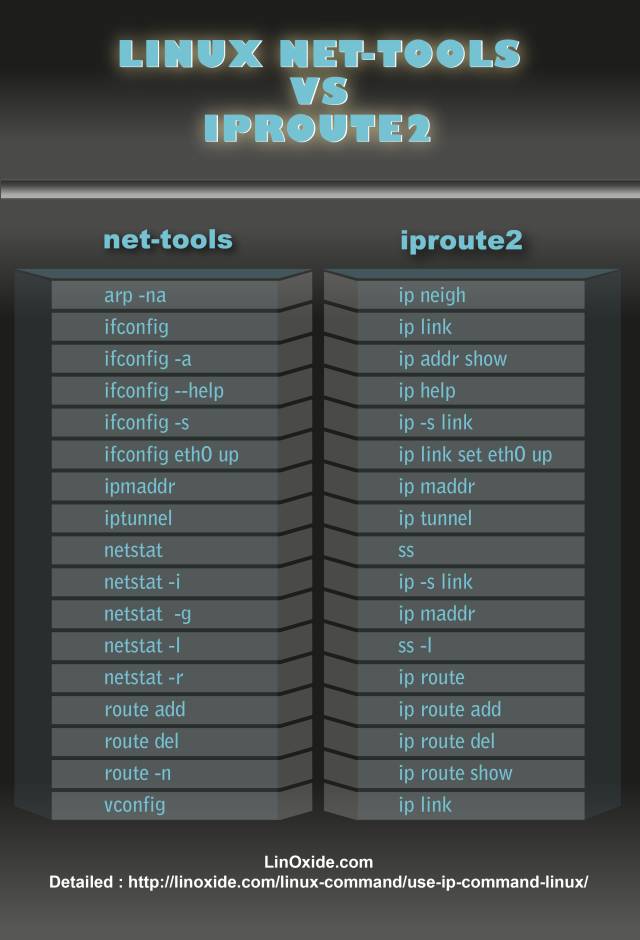 LINUX NET-TOOLS
VS
IPROUTE2
net-tools iproute2
arp -na ip neigh
ifconfig ip link
ifconfig -a ip addr show
ifconfig --help ip help
ifconfig -s ip -s link
ifconfig eth0 up ip link set eth0 up
ipmaddr ip maddr
iptunnel ip tunnel
netstat ss
netstat -i ip -s link
netstat  -g ip maddr
netstat -l ss -l
netstat -r ip route
route add ip route add
route del ip route del
route -n ip route show
vconfig ip link
LinOxide.com
Detailed : http://linoxide.com/linux-command/use-ip-command-linux/